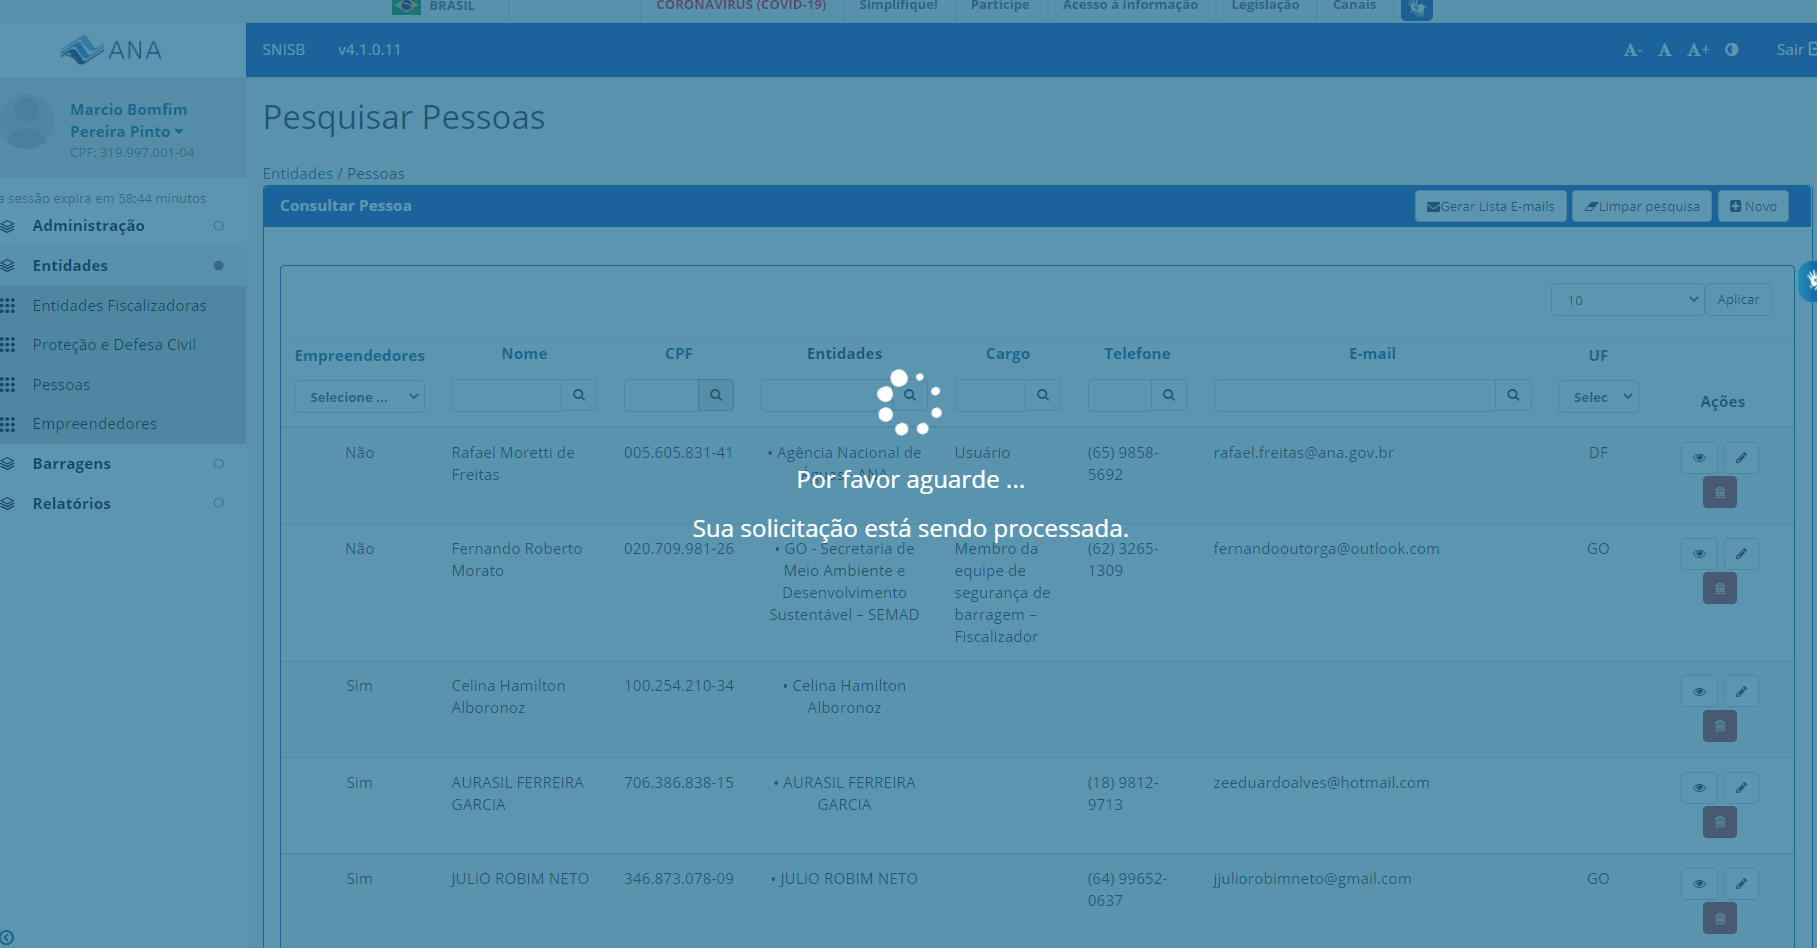 BRASIL
CORONAVÍRUS (COVID-19)
Simplifique!
Participe
Acesso à informação
Legislação
Canais
ANA
SNISB
v4.1.0.11
A-
A
A+
Sair
Marcio Bomfim
Pereira Pinto
CPF: 319.997.001-04
a sessão expira em 58:44 minutos
Administração
Entidades
Entidades Fiscalizadoras
Proteção e Defesa Civil
Pessoas
Empreendedores
Barragens
Relatórios
Pesquisar Pessoas
Entidades / Pessoas
Consultar Pessoa
Gerar Lista E-mails
Limpar pesquisa
Novo
10
Aplicar
Empreendedores
Nome
CPF
Entidades
Cargo
Telefone
E-mail
UF
Selecione ...
Selec
Ações
Não
Rafael Moretti de
Freitas
005.605.831-41
• Agência Nacional de
Águas - ANA
Usuário
(65) 9858-
5692
rafael.freitas@ana.gov.br
DF
Por favor aguarde ...
Sua solicitação está sendo processada.
Não
Fernando Roberto
Morato
020.709.981-26
• GO - Secretaria de
Meio Ambiente e
Desenvolvimento
Sustentável – SEMAD
Membro da
equipe de
segurança de
barragem –
Fiscalizador
(62) 3265-
1309
fernandooutorga@outlook.com
GO
Sim
Celina Hamilton
Alboronoz
100.254.210-34
• Celina Hamilton
Alboronoz
Sim
AURASIL FERREIRA
GARCIA
706.386.838-15
• AURASIL FERREIRA
GARCIA
(18) 9812-
9713
zeeduardoalves@hotmail.com
Sim
JULIO ROBIM NETO
346.873.078-09
• JULIO ROBIM NETO
(64) 99652-
0637
jjuliorobimneto@gmail.com
GO